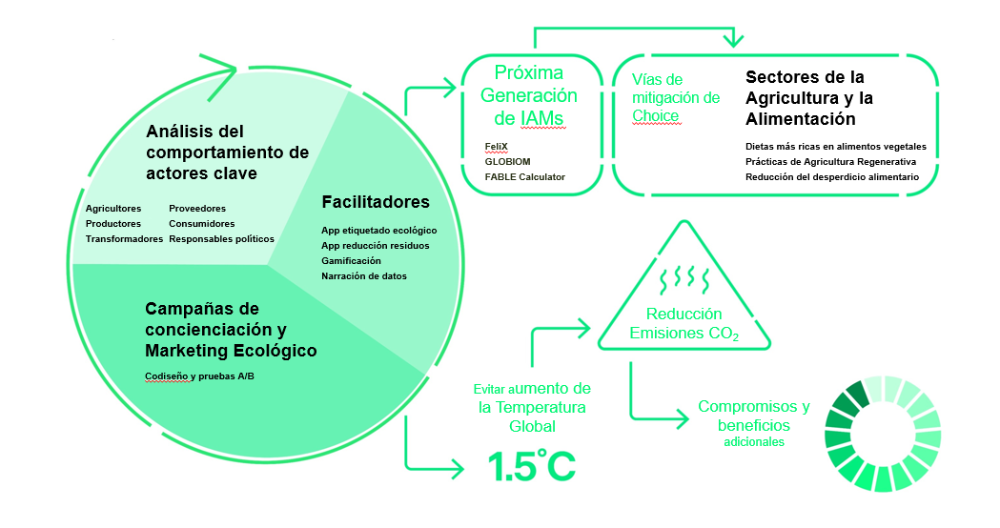 Análisis del
comportamiento de
actores clave
Agricultores
Productores
Transformadores
Proveedores
Consumidores
Responsables políticos
Facilitadores
App etiquetado ecológico
App reducción residuos
Gamificación
Narración de datos
Campañas de
concienciación y
Marketing Ecológico
Codiseño y pruebas A/B
Próxima
Generación
de IAMs
FeliX
GLOBIOM
FABLE Calculator
Vías de
mitigación de
Choice
Sectores de la
Agricultura y la
Alimentación
Dietas más ricas en alimentos vegetales
Prácticas de Agricultura Regenerativa
Reducción del desperdicio alimentario
Evitar aumento de
la Temperatura
Global
1.5°C
Reducción
Emisiones CO₂
Compromisos y
beneficios
adicionales